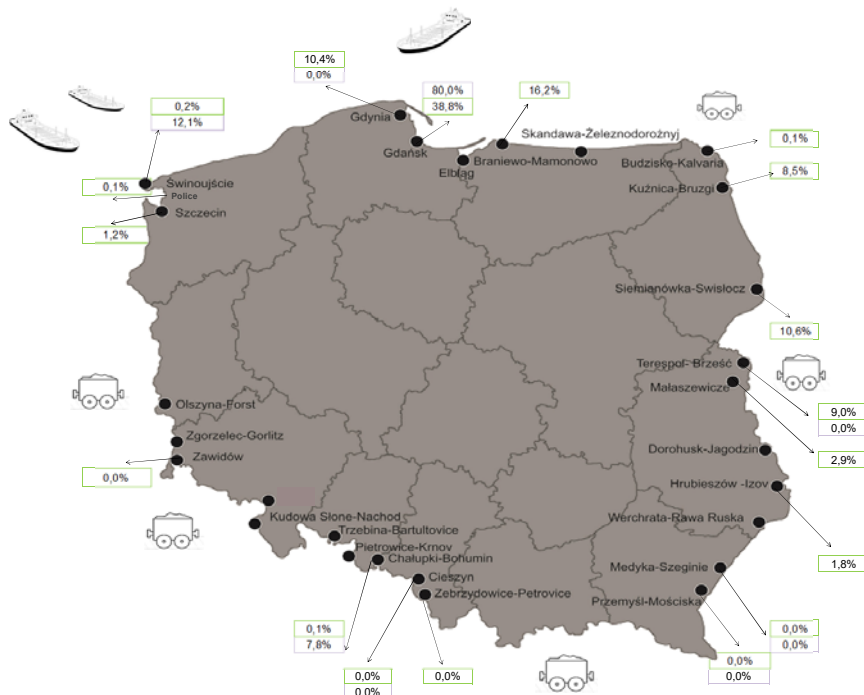 10,4%
0,0%
80,0%
38,8%
16,2%
0,2%
12,1%
Gdynia
Gdańsk
Elbląg
Braniewo-Mamonowo
Skandawa-Żeleznodorożnyj
Budzisko-Kalvaria
0,1%
Kuźnica-Bruzgi
8,5%
Świnoujście
0,1%
Police
Szczecin
1,2%
Siemianówka-Swisłocz
10,6%
Terespol- Brześć
Małaszewicze
9,0%
0,0%
2,9%
Olszyna-Forst
Zgorzelec-Gorlitz
Zawidów
0,0%
Dorohusk-Jagodzin
Hrubieszów -Izov
Werchrata-Rawa Ruska
1,8%
Kudowa Słone-Nachod
Trzebina-Bartultovice
Pietrowice-Krnov
Chałupki-Bohumin
Cieszyn
Zebrzydowice-Petrovice
Medyka-Szeginie
Przemyśl-Mościska
0,1%
7,8%
0,0%
0,0%
0,0%
0,0%
0,0%
0,0%
0,0%